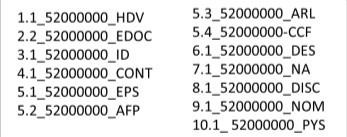 1.1_52000000_HDV
2.2_52000000_EDOC
3.1_52000000_ID
4.1_52000000_CONT
5.1_52000000_EPS
5.2_52000000_AFP
5.3_52000000_ARL
5.4_52000000-CCF
6.1_52000000_DES
7.1_52000000_NA
8.1_52000000_DISC
9.1_52000000_NOM
10.1_ 52000000_PYS